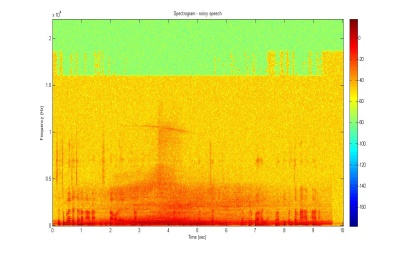 Spectrogram - noisy speech
x 10⁴
2
1.5
1
0.5
0
0 1 2 3 4 5 6 7 8 9 10
Time (sec)
Frequency (Hz)
0
-20
-40
-60
-80
-100
-120
-140
-160